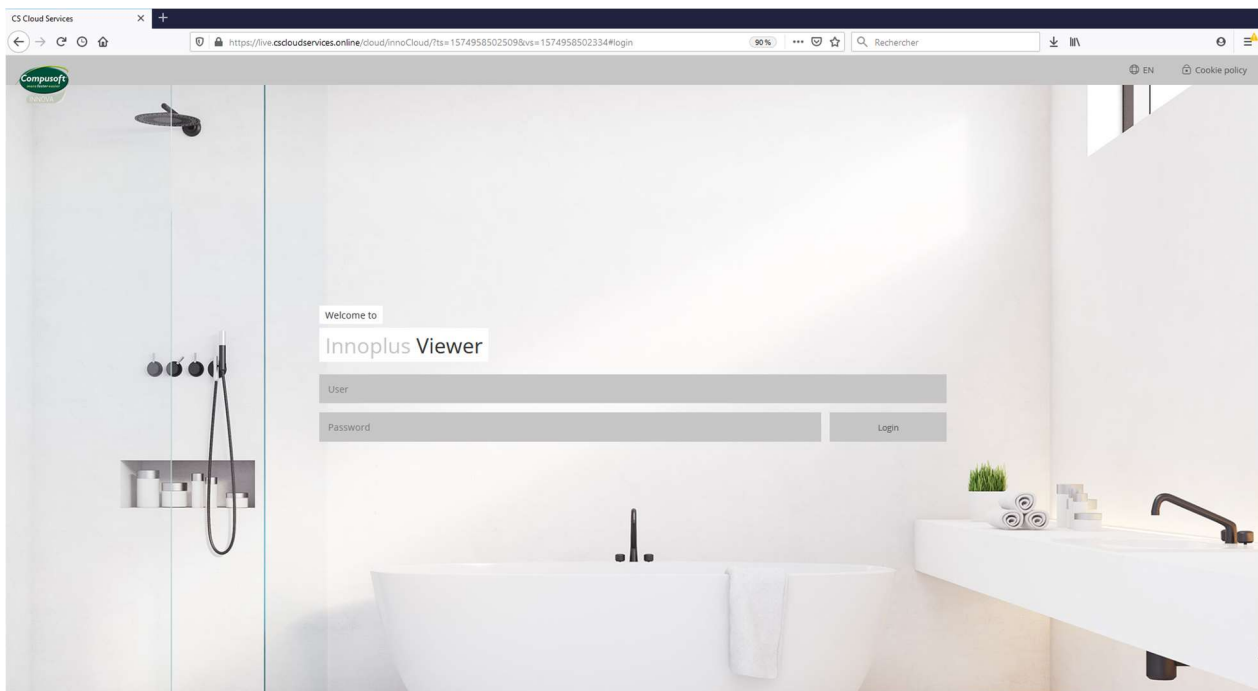 CS Cloud Services
https://live.cscloudservices.online/cloud/innoCloud/?ts=1574958502509&vs=1574958502334#login
90%
Rechercher
Compusoft
EN
Cookie policy
Welcome to
Innoplus Viewer
User
Password
Login